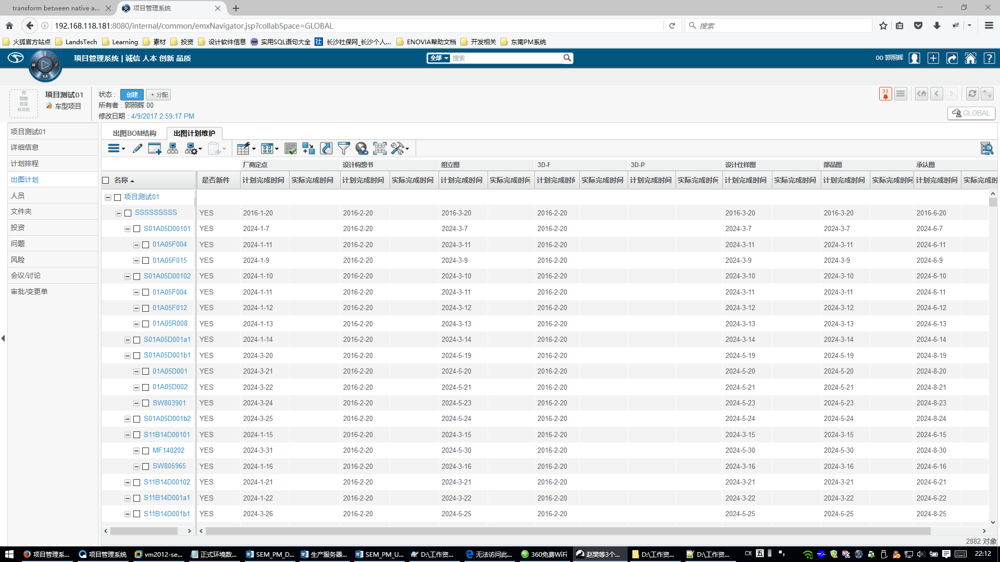 transform between native a...
项目管理系统
192.168.118.181:8080/internal/common/emxNavigator.jsp?collabSpace=GLOBAL
搜索
火狐官方站点 LandsTech Learning 素材 投资 设计软件信息 实用SQL语句大全 社 长沙社保网_长沙个人... ENOVIA帮助文档 开发相关 东南PM系统
项目管理系统 | 诚信 人本 创新 品质
全部 搜索
00 郭照辉
3D V,R
将图像放置在此处
项目测试01
车型项目
状态 : 创建 分配
所有者 : 郭照辉 00
修改日期 : 4/9/2017 2:59:17 PM
33
GLOBAL
项目测试01
详细信息
计划排程
出图计划
人员
文件夹
投资
问题
风险
会议/讨论
审批/变更单
出图BOM结构 出图计划维护
厂商定点 设计构想书 组立图 3D-F 3D-P 设计仕样图 部品图 承认图
名称 是否新件 计划完成时间 实际完成时间 计划完成时间 实际完成时间 计划完成时间 实际完成时间 计划完成时间 实际完成时间 计划完成时间 实际完成时间 计划完成时间 实际完成时间 计划完成时间 实际完成时间 计划完成时间 实际完成时
项目测试01
SSSSSSSSS YES 2016-1-20 2016-2-20 2016-3-20 2016-2-20 2016-3-20 2016-3-20 2016-6-20
S01A05D00101 YES 2024-1-7 2016-2-20 2024-3-7 2016-2-20 2024-3-7 2024-3-7 2024-6-7
01A05F004 YES 2024-1-11 2016-2-20 2024-3-11 2016-2-20 2024-3-11 2024-3-11 2024-6-11
01A05F015 YES 2024-1-9 2016-2-20 2024-3-9 2016-2-20 2024-3-9 2024-3-9 2024-6-9
S01A05D00102 YES 2024-1-10 2016-2-20 2024-3-10 2016-2-20 2024-3-10 2024-3-10 2024-6-10
01A05F004 YES 2024-1-11 2016-2-20 2024-3-11 2016-2-20 2024-3-11 2024-3-11 2024-6-11
01A05F012 YES 2024-1-12 2016-2-20 2024-3-12 2016-2-20 2024-3-12 2024-3-12 2024-6-12
01A05R008 YES 2024-1-13 2016-2-20 2024-3-13 2016-2-20 2024-3-13 2024-3-13 2024-6-13
S01A05D001a1 YES 2024-1-14 2016-2-20 2024-3-14 2016-2-20 2024-3-14 2024-3-14 2024-6-14
S01A05D001b1 YES 2024-3-20 2016-2-20 2024-5-19 2016-2-20 2024-5-19 2024-5-19 2024-8-19
01A05D001 YES 2024-3-21 2016-2-20 2024-5-20 2016-2-20 2024-5-20 2024-5-20 2024-8-20
01A05D002 YES 2024-3-22 2016-2-20 2024-5-21 2016-2-20 2024-5-21 2024-5-21 2024-8-21
SW803901 YES 2024-3-24 2016-2-20 2024-5-23 2016-2-20 2024-5-23 2024-5-23 2024-8-23
S01A05D001b2 YES 2024-3-25 2016-2-20 2024-5-24 2016-2-20 2024-5-24 2024-5-24 2024-8-24
S11B14D00101 YES 2024-1-15 2016-2-20 2024-3-15 2016-2-20 2024-3-15 2024-3-15 2024-6-15
MF140202 YES 2024-3-31 2016-2-20 2024-5-30 2016-2-20 2024-5-30 2024-5-30 2024-8-30
SW805965 YES 2024-1-16 2016-2-20 2024-3-16 2016-2-20 2024-3-16 2024-3-16 2024-6-16
S11B14D00102 YES 2024-1-21 2016-2-20 2024-3-21 2016-2-20 2024-3-21 2024-3-21 2024-6-21
S11B14D001a1 YES 2024-1-22 2016-2-20 2024-3-22 2016-2-20 2024-3-22 2024-3-22 2024-6-22
S11B14D001b1 YES 2024-3-26 2016-2-20 2024-5-25 2016-2-20 2024-5-25 2024-5-25 2024-8-25
2882 对象
项目管理系... 项目管理系统 vm2012-se... 正式环境数... SEM_PM_D... 生产服务器... SEM_PM_U... D:\工作资... 无法访问此... 360免费WiFi 赵樊等3个... D:\工作资... D:\工作资... CH 五 22:12